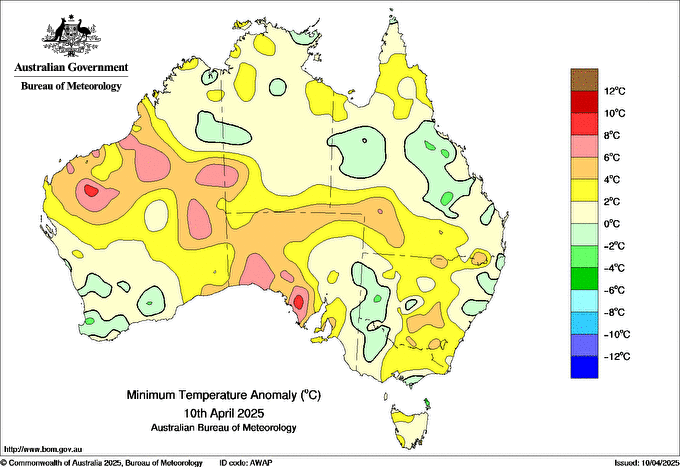 Australian Government
Bureau of Meteorology
12°C
10°C
8°C
6°C
4°C
2°C
0°C
−2°C
−4°C
−6°C
−8°C
−10°C
−12°C
Minimum Temperature Anomaly (°C)
10th April 2025
Australian Bureau of Meteorology
http://www.bom.gov.au
© Commonwealth of Australia 2025, Bureau of Meteorology ID code: AWAP Issued: 10/04/2025